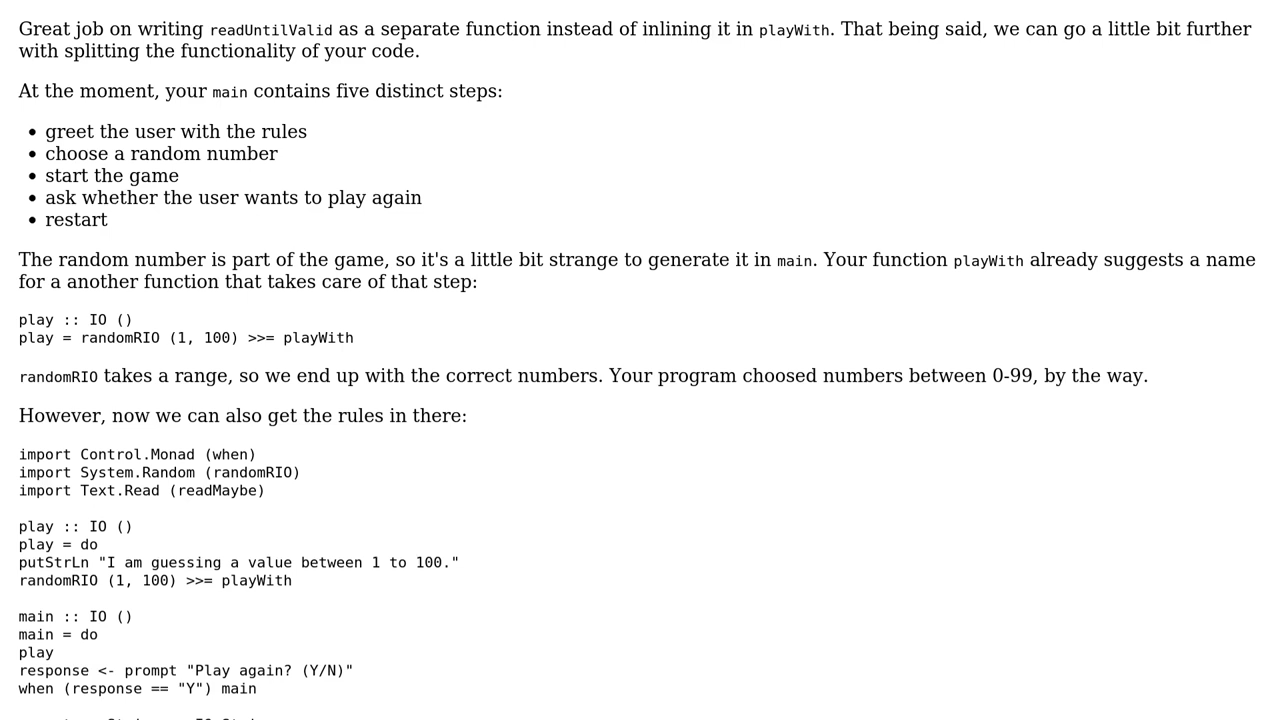 Great job on writing readUntilValid as a separate function instead of inlining it in playWith. That being said, we can go a little bit further
with splitting the functionality of your code.
At the moment, your main contains five distinct steps:
• greet the user with the rules
• choose a random number
• start the game
• ask whether the user wants to play again
• restart
The random number is part of the game, so it's a little bit strange to generate it in main. Your function playWith already suggests a name
for a another function that takes care of that step:
play :: IO ()
play = randomRIO (1, 100) >>= playWith
randomRIO takes a range, so we end up with the correct numbers. Your program choosed numbers between 0-99, by the way.
However, now we can also get the rules in there:
import Control.Monad (when)
import System.Random (randomRIO)
import Text.Read (readMaybe)
play :: IO ()
play = do
putStrLn "I am guessing a value between 1 to 100."
randomRIO (1, 100) >>= playWith
main :: IO ()
main = do
play
response <- prompt "Play again? (Y/N)"
when (response == "Y") main